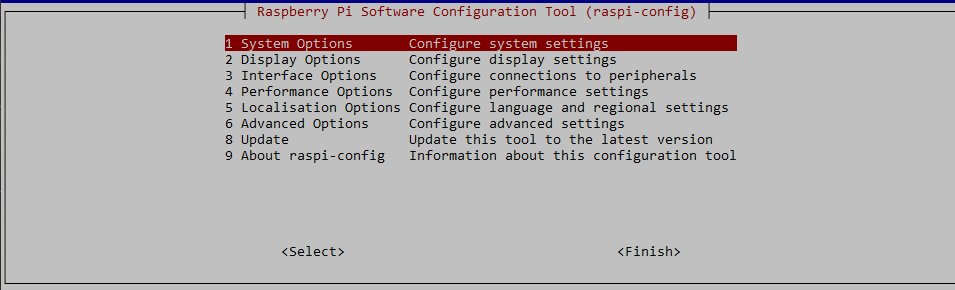 Raspberry Pi Software Configuration Tool (raspi-config)
1 System Options Configure system settings
2 Display Options Configure display settings
3 Interface Options Configure connections to peripherals
4 Performance Options Configure performance settings
5 Localisation Options Configure language and regional settings
6 Advanced Options Configure advanced settings
8 Update Update this tool to the latest version
9 About raspi-config Information about this configuration tool
<Select> <Finish>